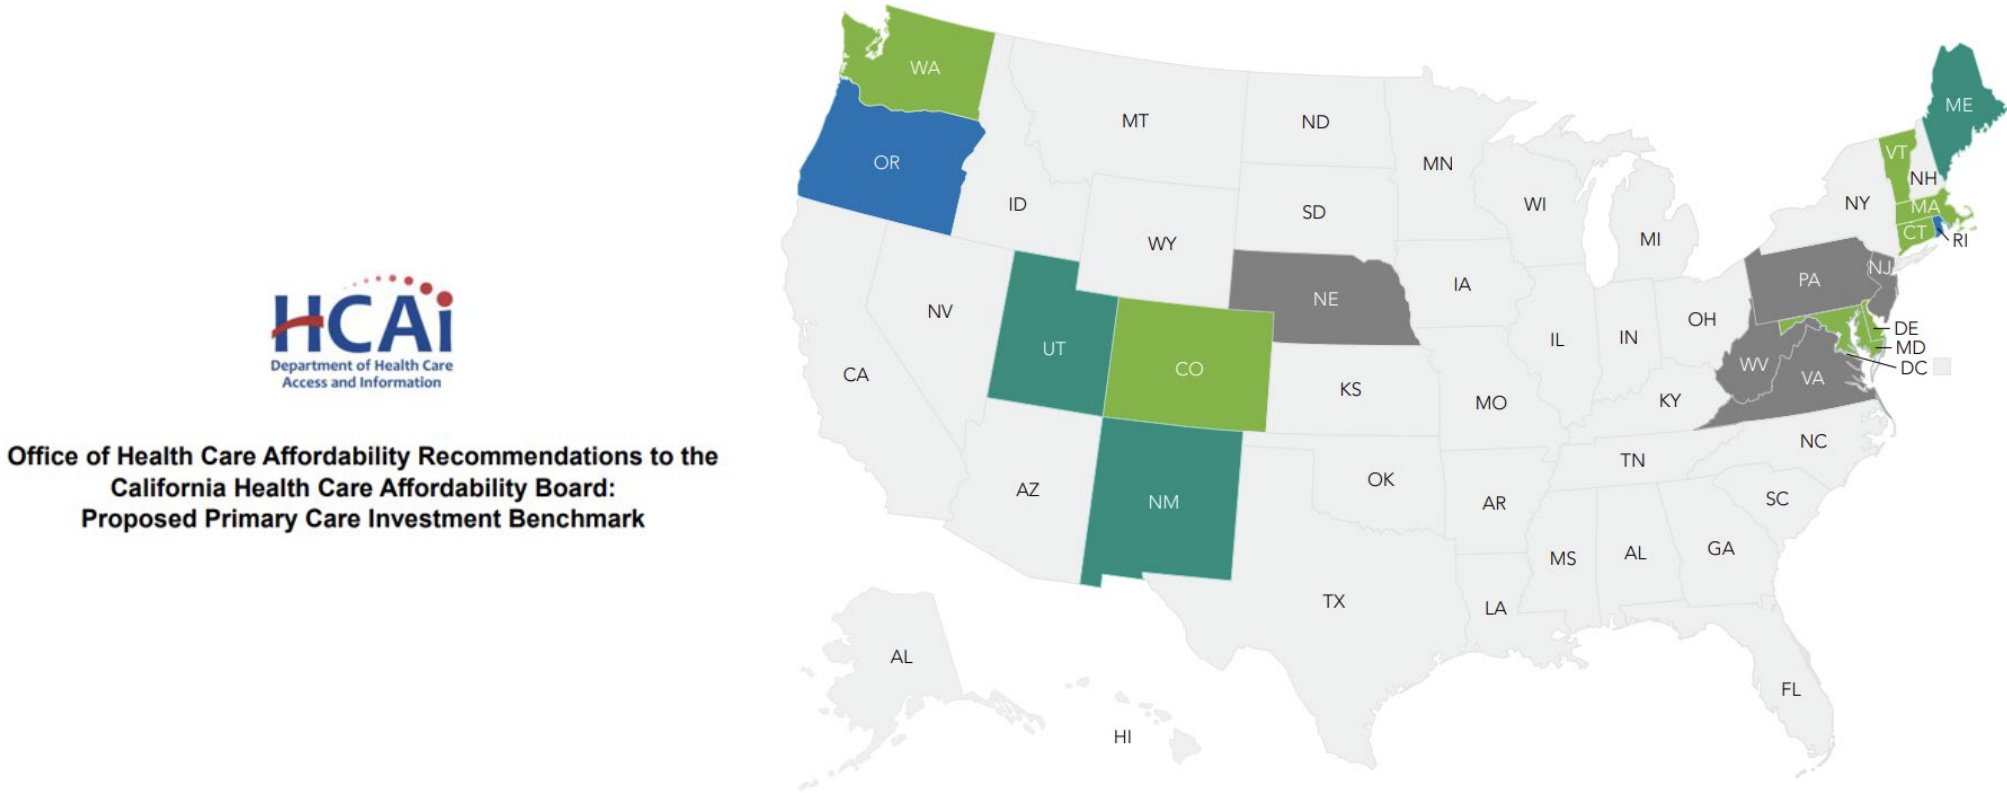 HCAi
Department of Health Care
Access and Information
Office of Health Care Affordability Recommendations to the
California Health Care Affordability Board:
Proposed Primary Care Investment Benchmark
WA
OR
MT
ND
ID
WY
SD
MN
WI
MI
NY
VT
NH
ME
MA
CT
RI
CA
NV
UT
CO
NE
KS
IA
MO
IL
IN
OH
PA
NJ
DE
MD
DC
WV
VA
KY
NC
TN
SC
AZ
NM
OK
AR
TX
LA
MS
AL
GA
FL
AL
HI